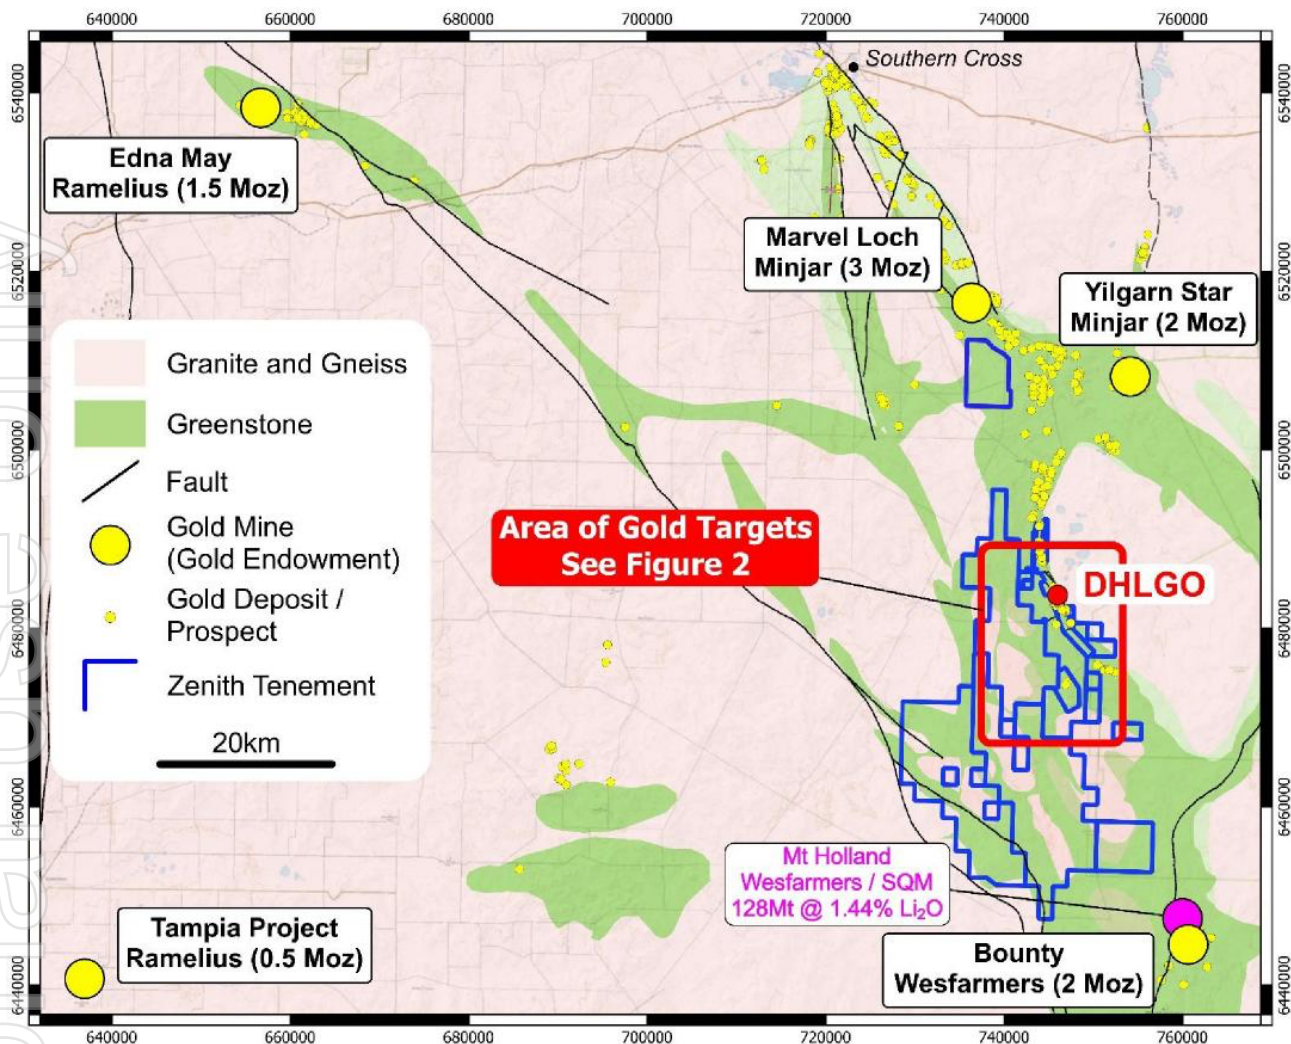 640000
660000
680000
700000
720000
740000
760000
6540000
6520000
6500000
6480000
6460000
6440000
Southern Cross
Edna May
Ramelius (1.5 Moz)
Marvel Loch
Minjar (3 Moz)
Yilgarn Star
Minjar (2 Moz)
Granite and Gneiss
Greenstone
Fault
Gold Mine
(Gold Endowment)
Gold Deposit /
Prospect
Zenith Tenement
20km
Area of Gold Targets
See Figure 2
DHLGO
Mt Holland
Wesfarmers / SQM
128Mt @ 1.44% Li₂O
Bounty
Wesfarmers (2 Moz)
Tampia Project
Ramelius (0.5 Moz)
6540000
6520000
6500000
6480000
6460000
6440000
640000
660000
680000
700000
720000
740000
760000